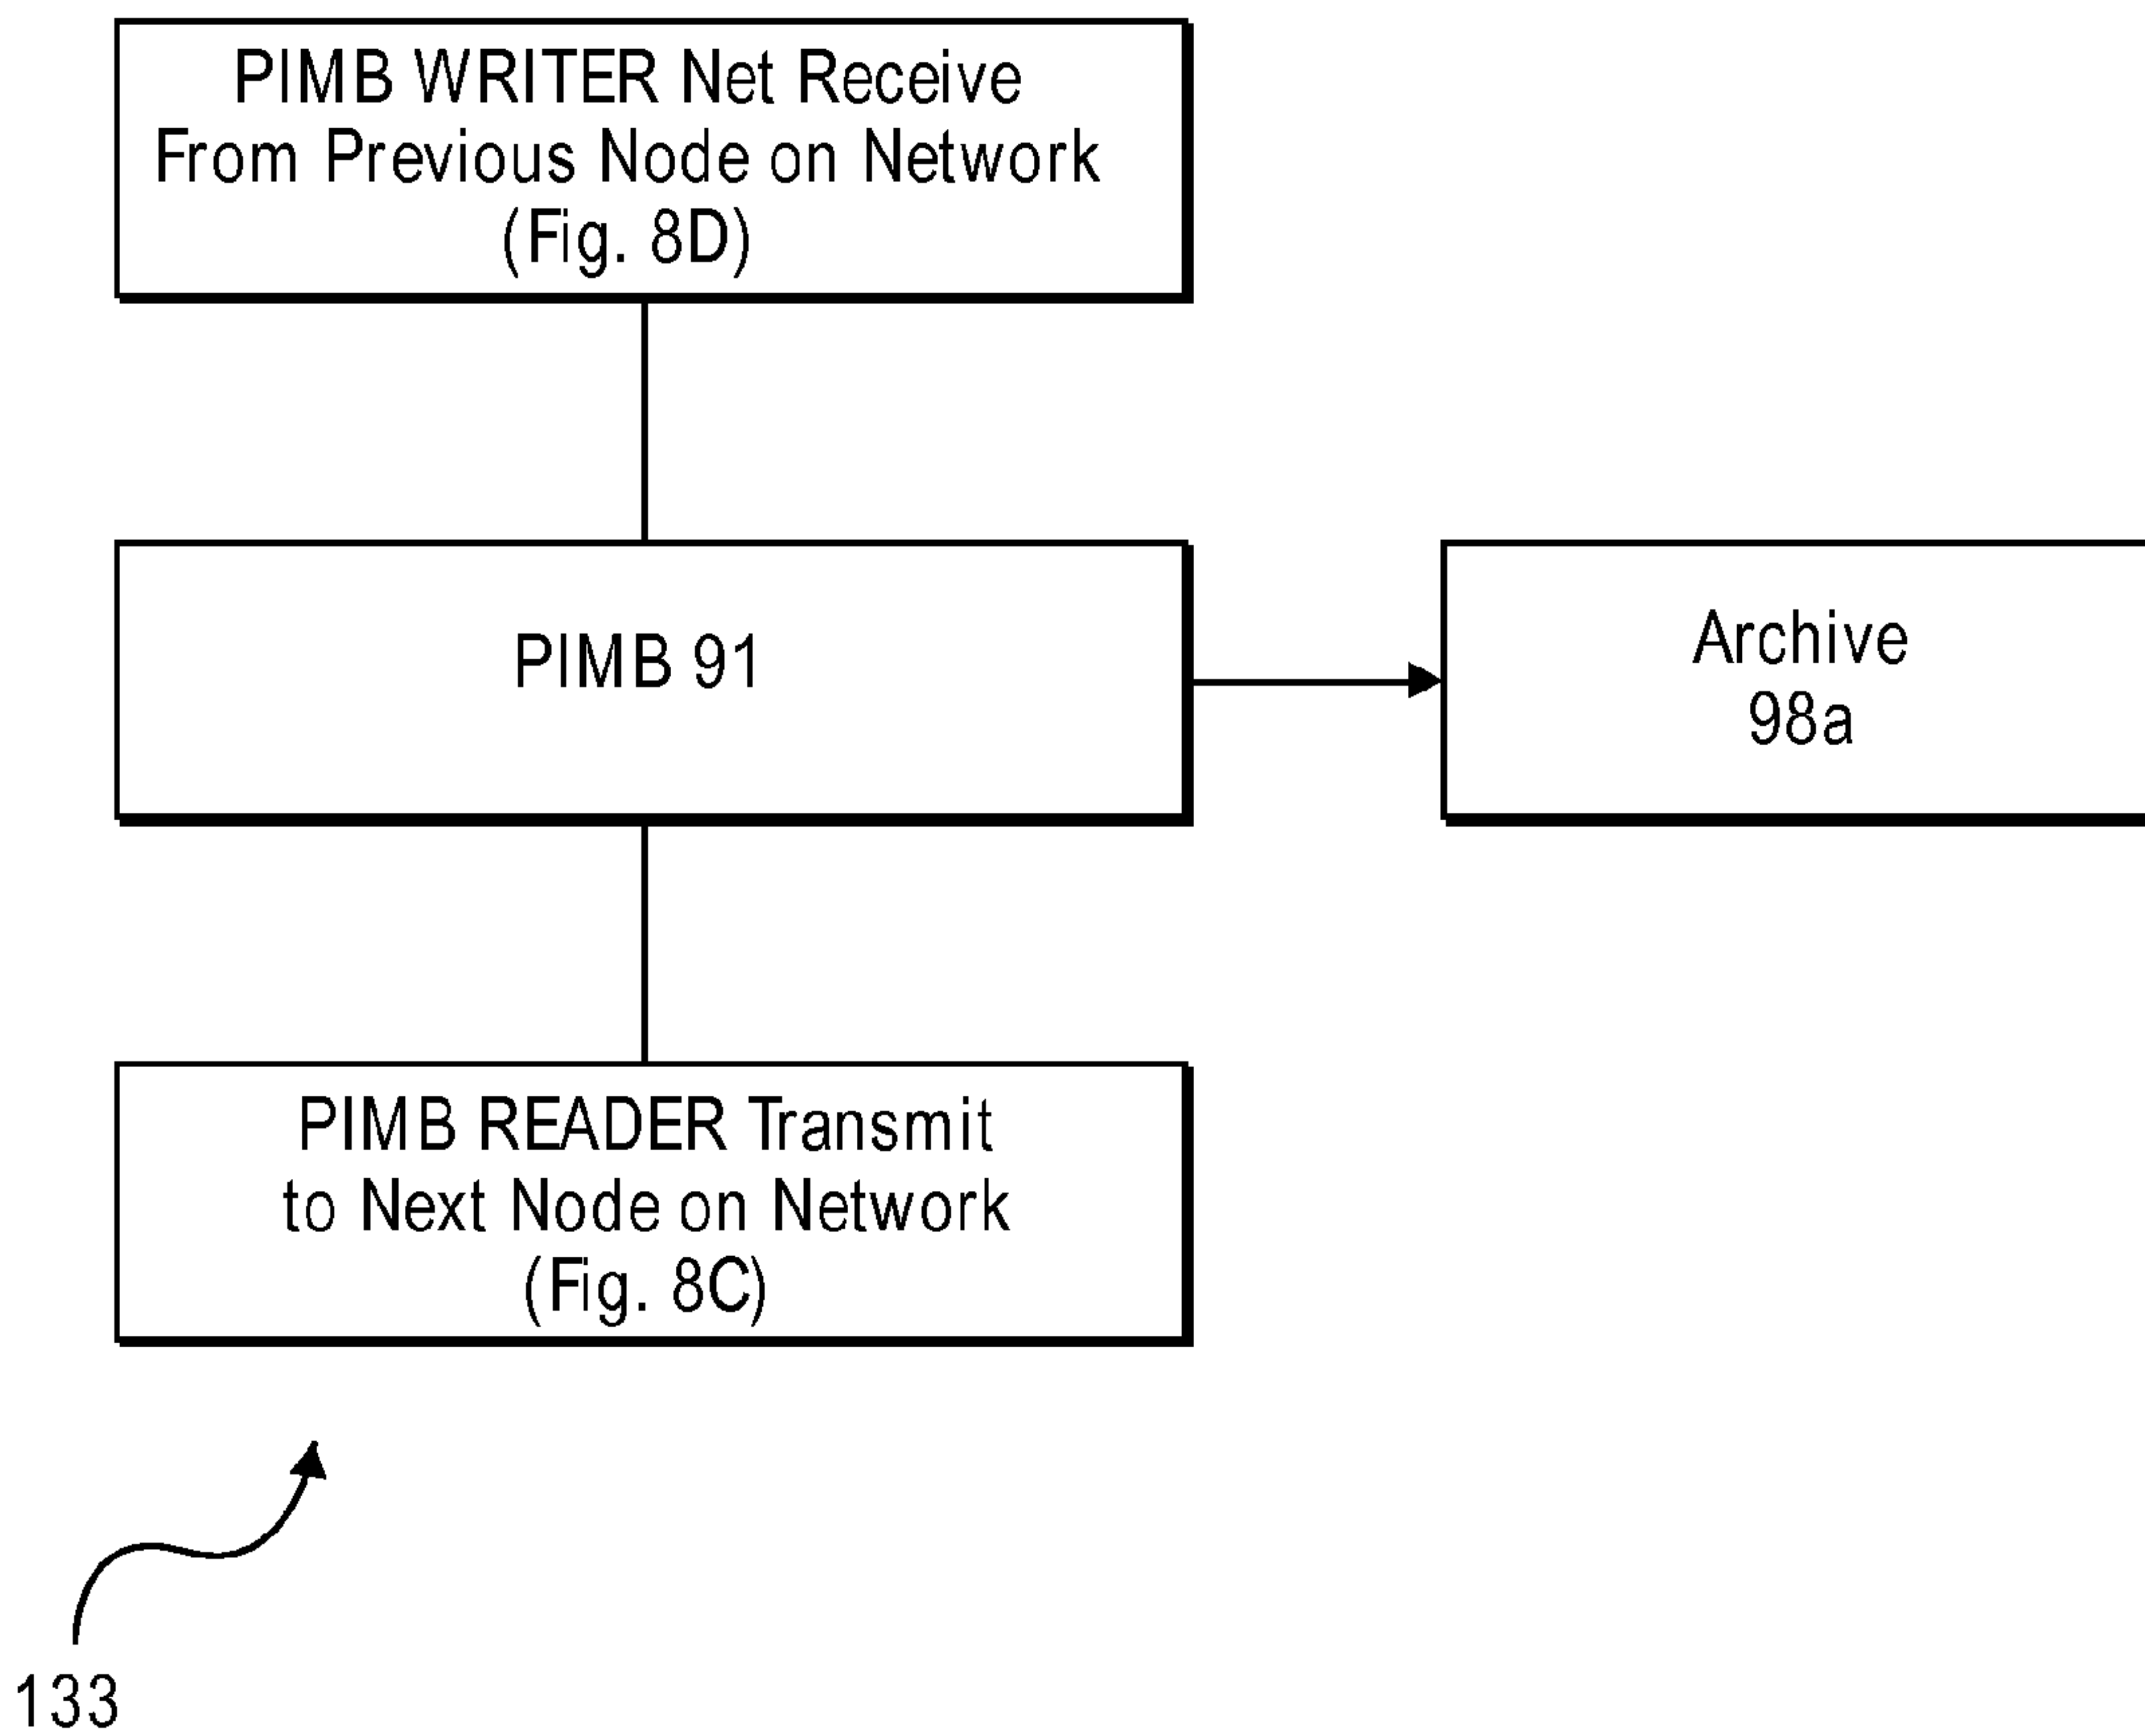 PIMB WRITER Net Receive
From Previous Node on Network
(Fig. 8D)
PIMB 91
Archive
98a
PIMB READER Transmit
to Next Node on Network
(Fig. 8C)
133